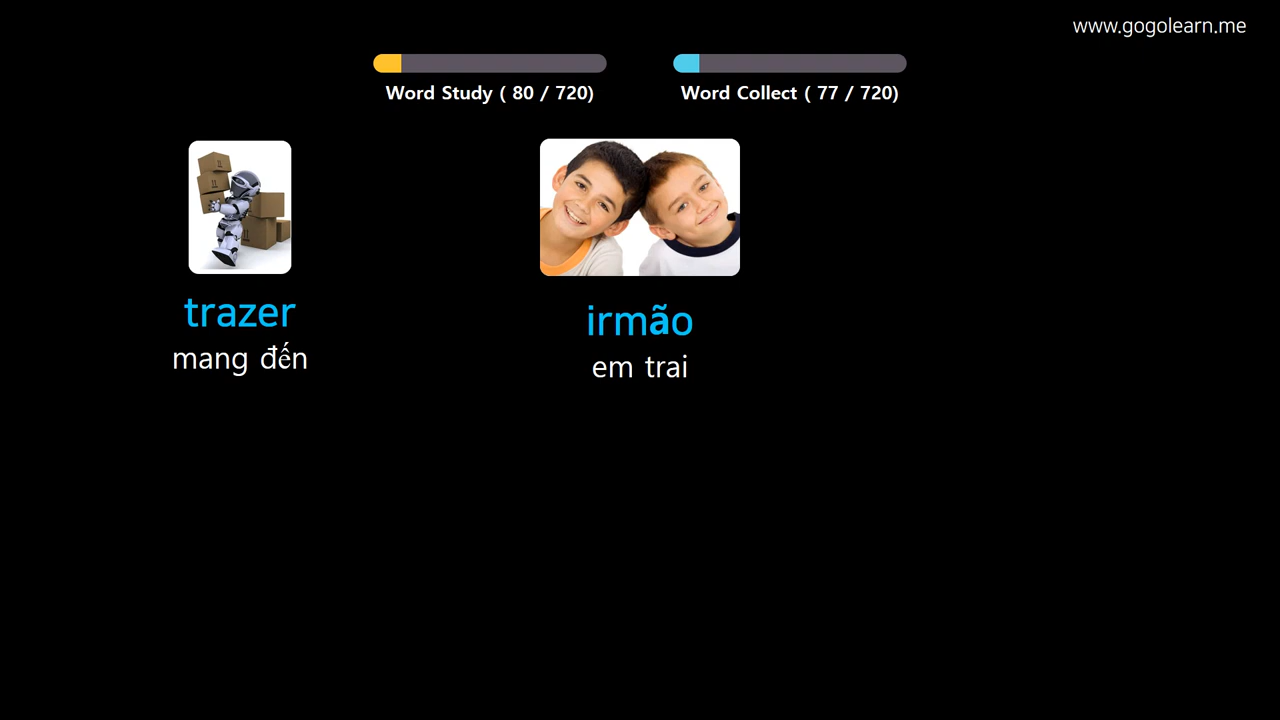 www.gogolearn.me
Word Study ( 80 / 720)
Word Collect ( 77 / 720)
trazer
mang đến
irmão
em trai